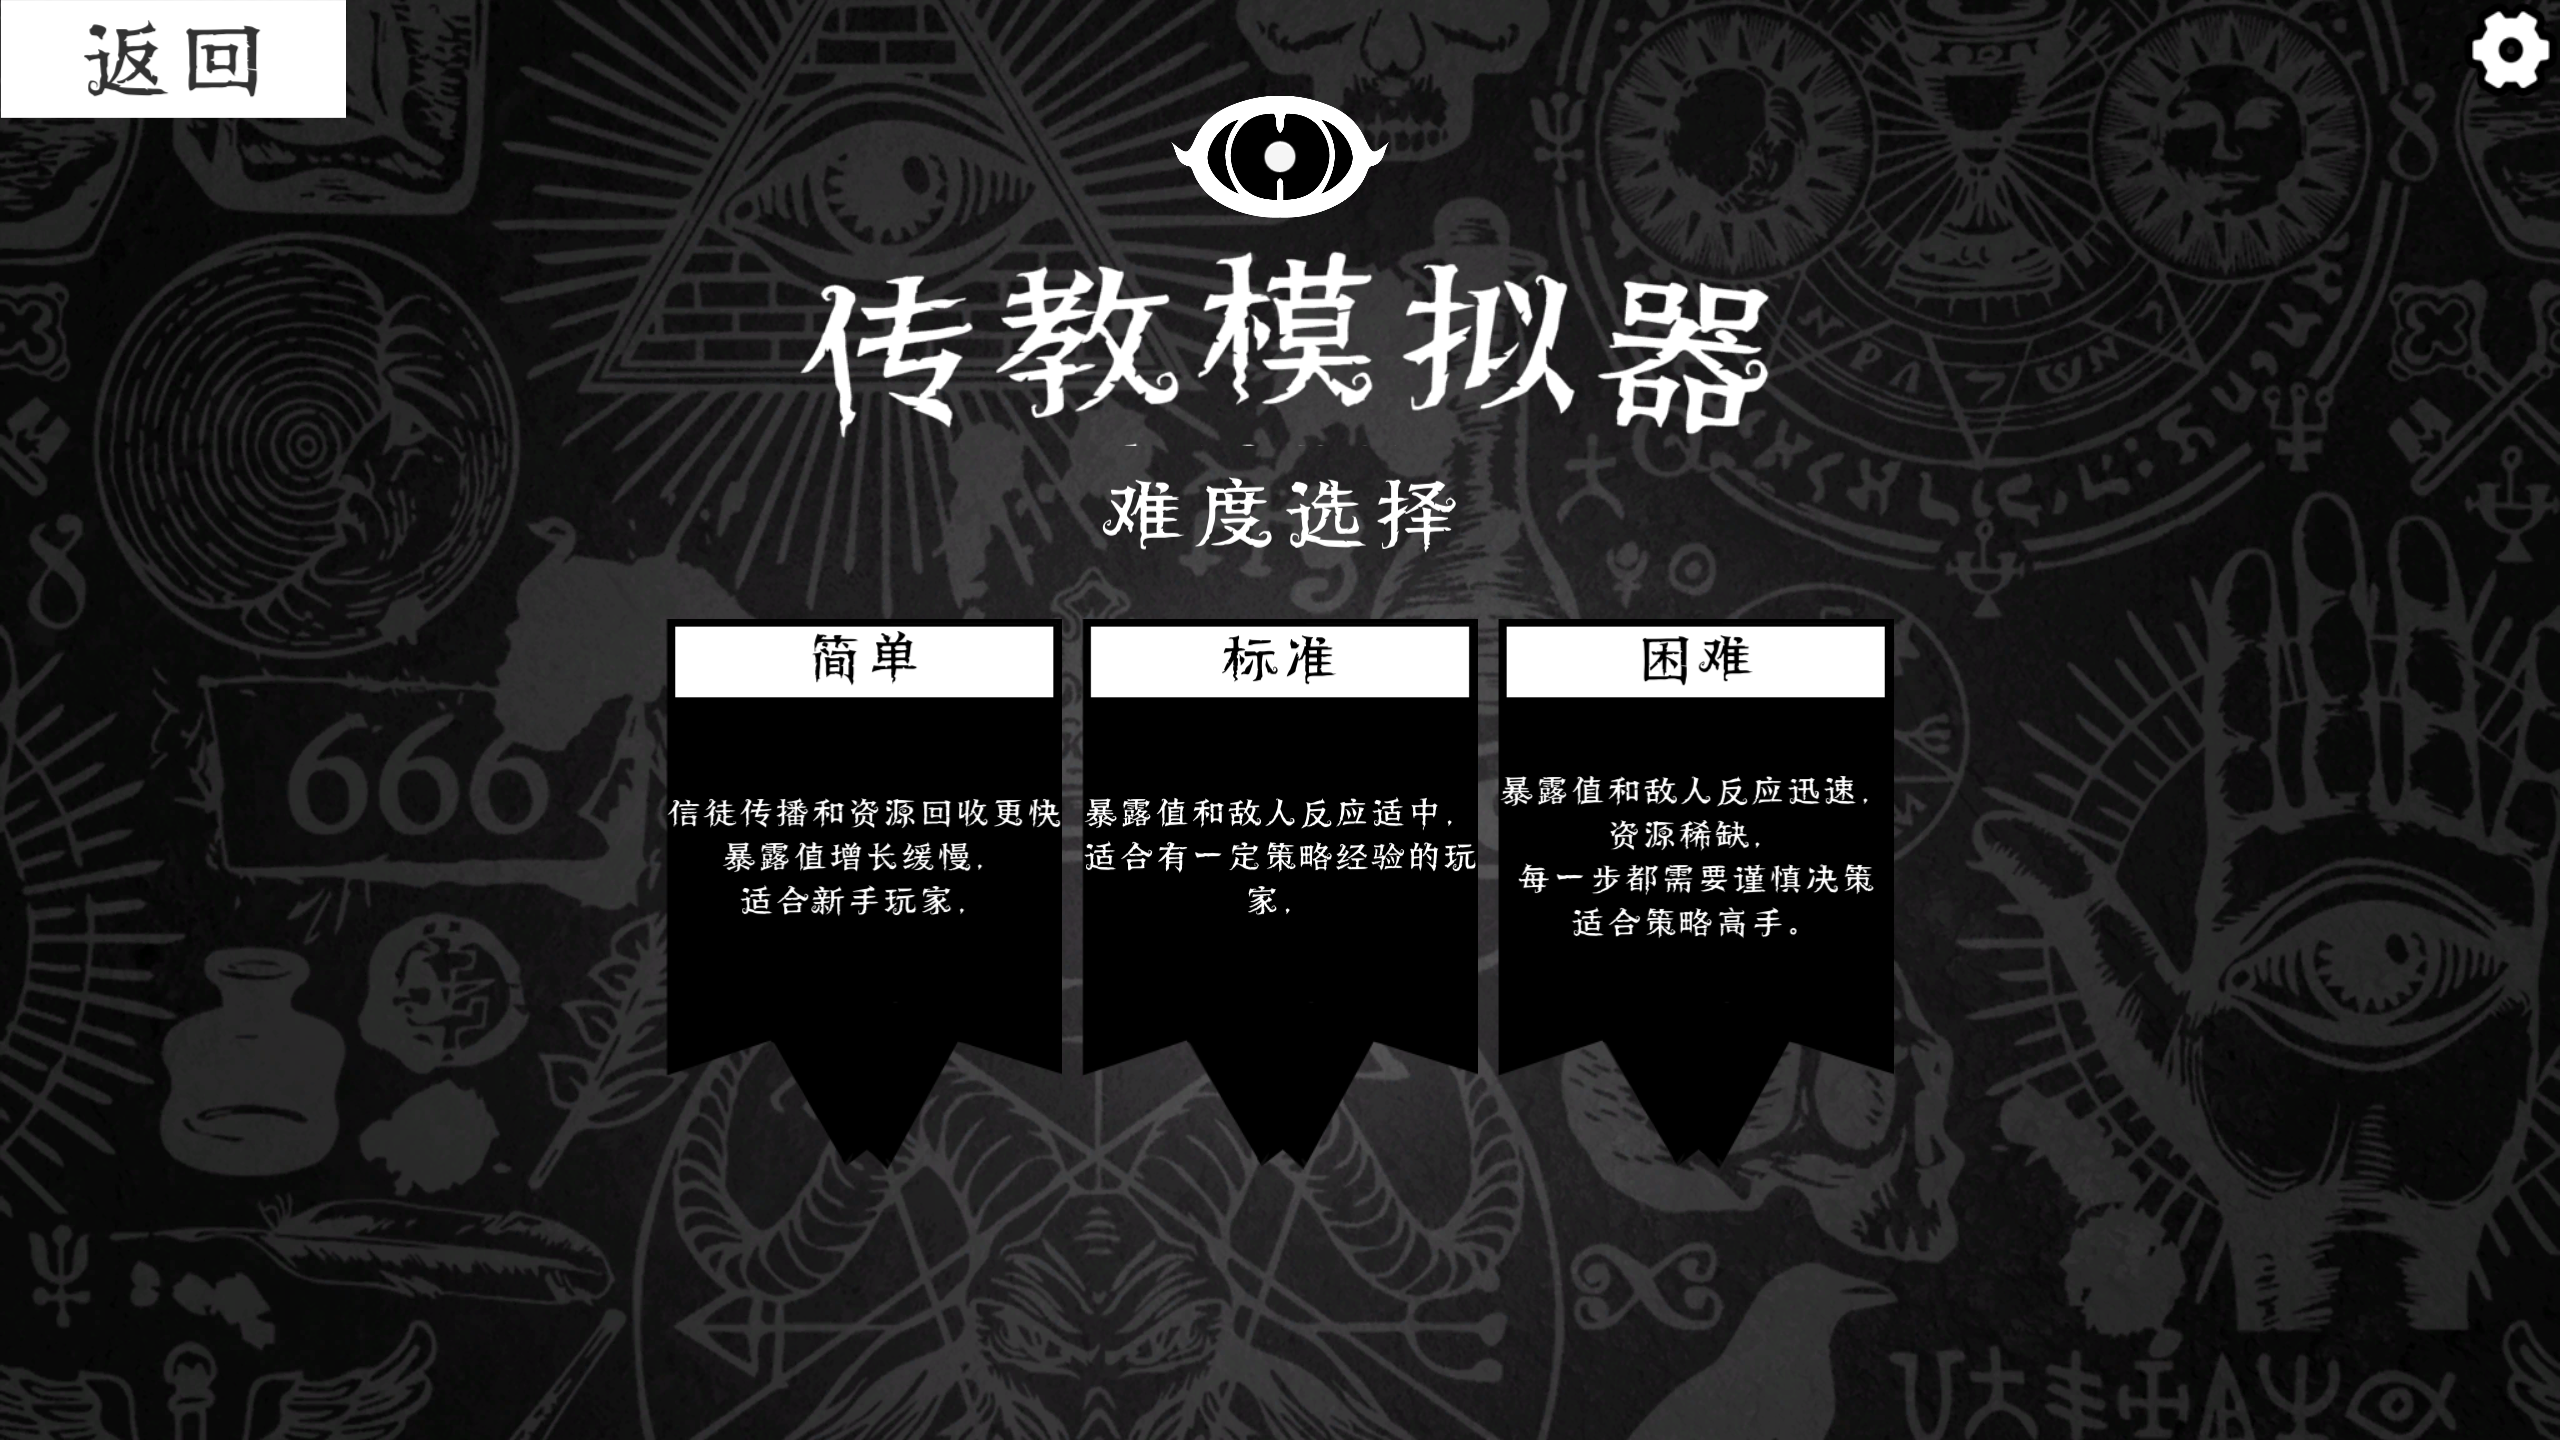 返回
传教模拟器
难度选择
简单
信徒传播和资源回收更快
暴露值增长缓慢,
适合新手玩家,
标准
暴露值和敌人反应适中,
适合有一定策略经验的玩
家,
困难
暴露值和敌人反应迅速,
资源稀缺,
每一步都需要谨慎决策
适合策略高手。
666